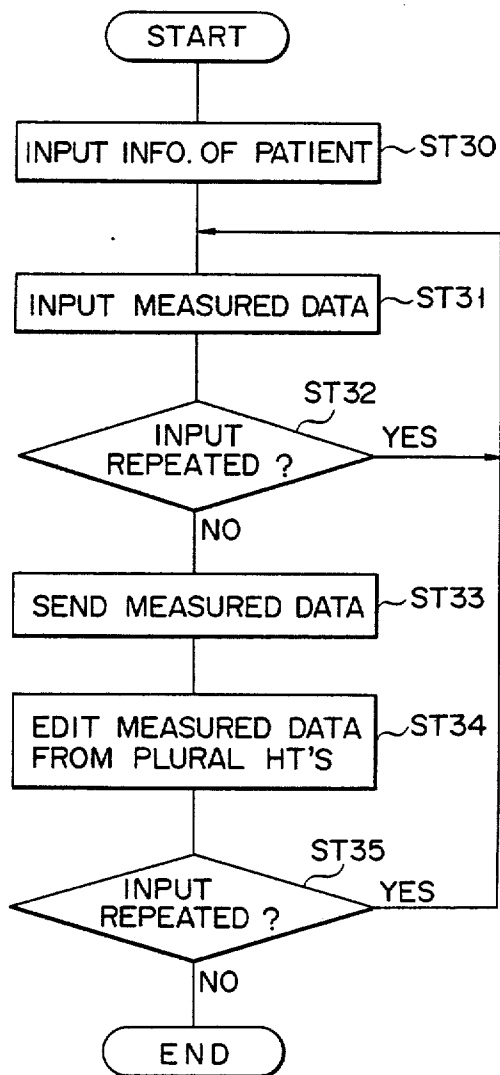 START
INPUT INFO. OF PATIENT
ST30
INPUT MEASURED DATA
ST31
ST32
INPUT
REPEATED ?
YES
NO
SEND MEASURED DATA
ST33
EDIT MEASURED DATA
FROM PLURAL HT'S
ST34
ST35
INPUT
REPEATED ?
YES
NO
END